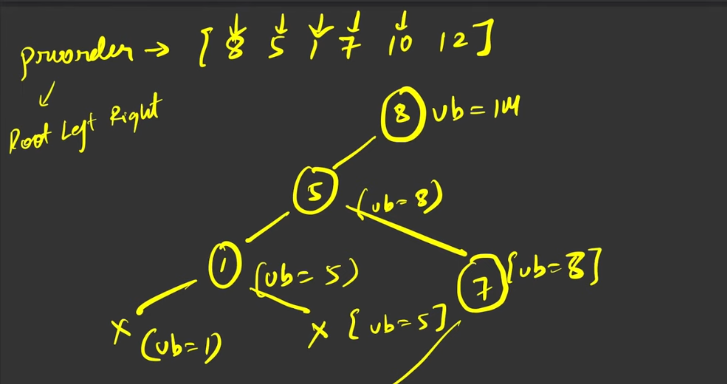 preorder → [ 8 5 1 7 10 12 ]
Root Left Right
8 ub = IM
5 (ub = 8)
1 (ub = 5)
7 [ub = 8]
x (ub = 1)
x [ub = 5]